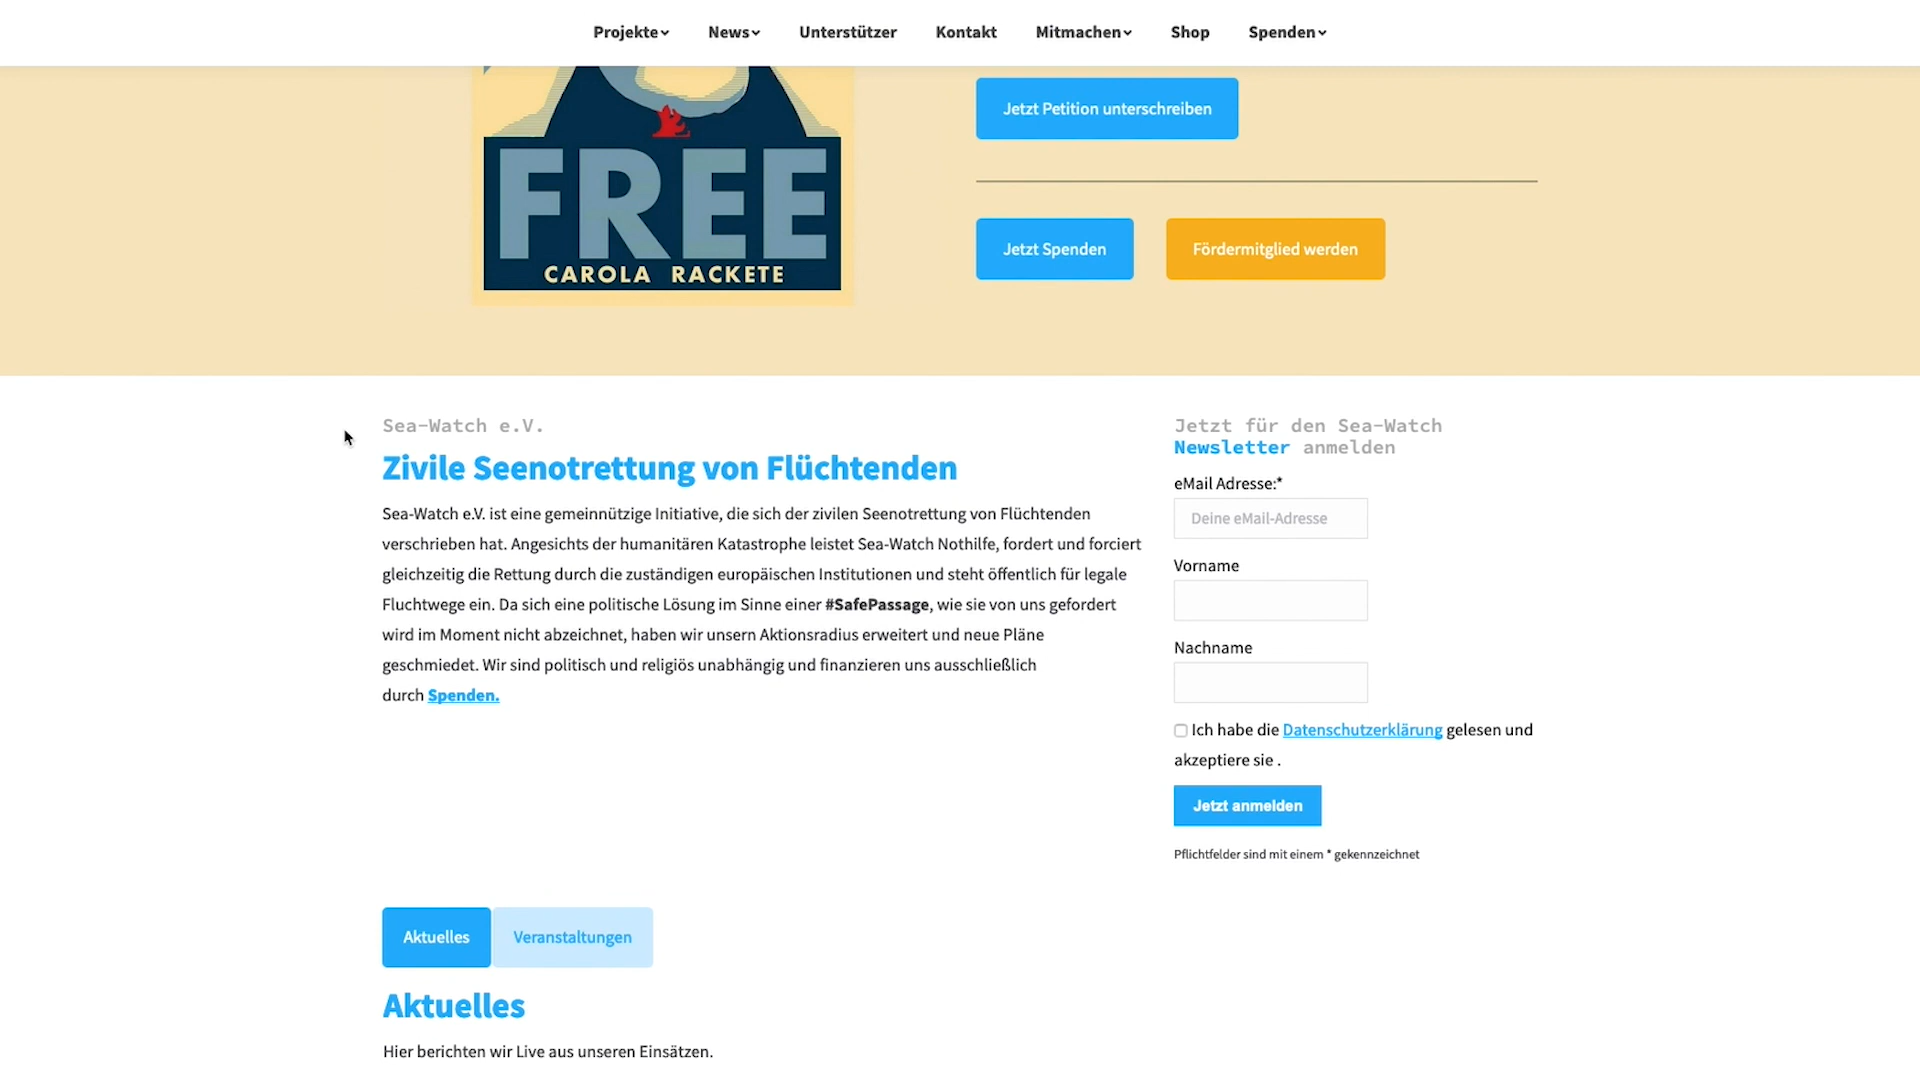 Projekte News Unterstützer Kontakt Mitmachen Shop Spenden
FREE
CAROLA RACKETE
Jetzt Petition unterschreiben
Jetzt Spenden Fördermitglied werden
Sea-Watch e.V.
Zivile Seenotrettung von Flüchtenden
Sea-Watch e.V. ist eine gemeinnützige Initiative, die sich der zivilen Seenotrettung von Flüchtenden
verschrieben hat. Angesichts der humanitären Katastrophe leistet Sea-Watch Nothilfe, fordert und forciert
gleichzeitig die Rettung durch die zuständigen europäischen Institutionen und steht öffentlich für legale
Fluchtwege ein. Da sich eine politische Lösung im Sinne einer #SafePassage, wie sie von uns gefordert
wird im Moment nicht abzeichnet, haben wir unsern Aktionsradius erweitert und neue Pläne
geschmiedet. Wir sind politisch und religiös unabhängig und finanzieren uns ausschließlich
durch Spenden.
Jetzt für den Sea-Watch
Newsletter anmelden
eMail Adresse:*
Deine eMail-Adresse
Vorname
Nachname
Ich habe die Datenschutzerklärung gelesen und
akzeptiere sie .
Jetzt anmelden
Pflichtfelder sind mit einem * gekennzeichnet
Aktuelles Veranstaltungen
Aktuelles
Hier berichten wir Live aus unseren Einsätzen.